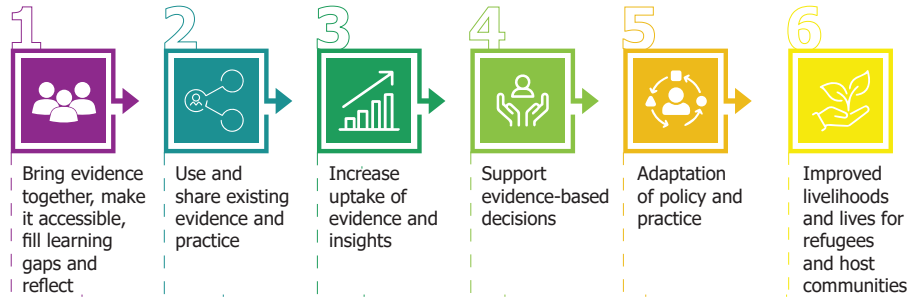 1
Bring evidence
together, make
it accessible,
fill learning
gaps and
reflect
2
Use and
share existing
evidence and
practice
3
Increase
uptake of
evidence and
insights
4
Support
evidence-based
decisions
5
Adaptation
of policy and
practice
6
Improved
livelihoods
and lives for
refugees
and host
communities